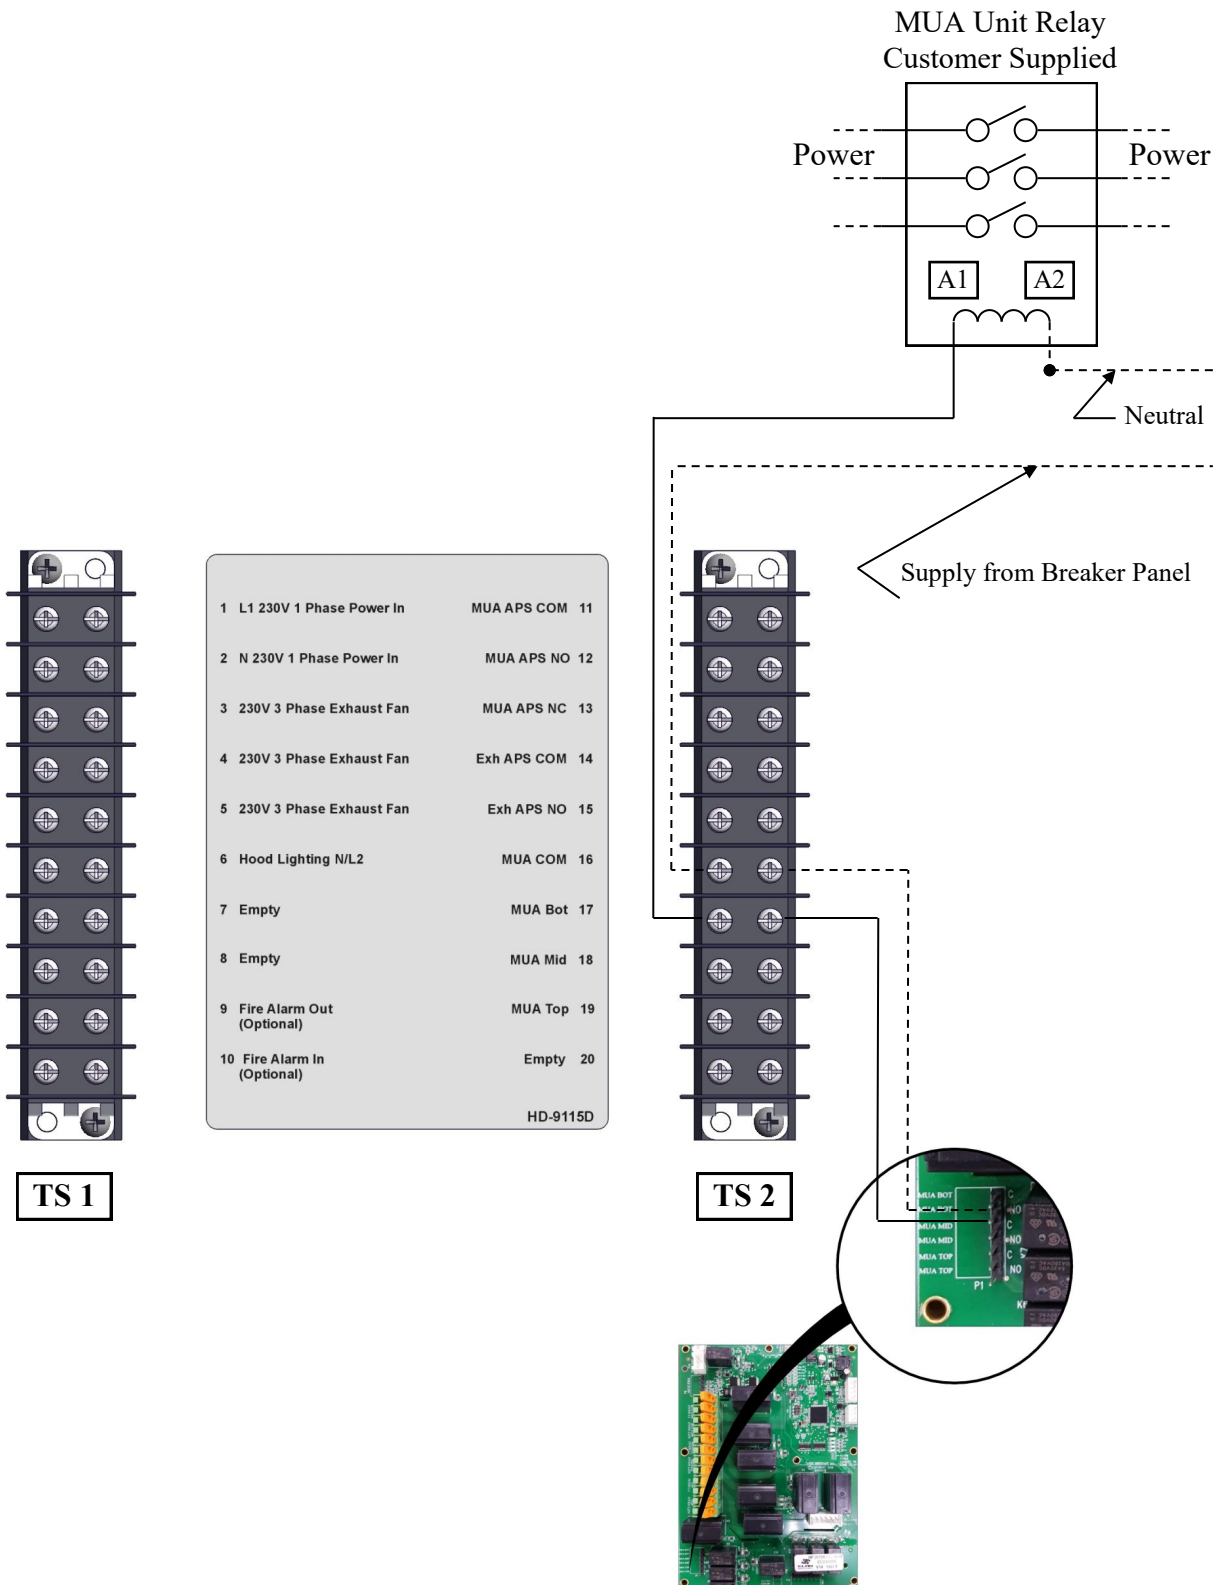 MUA Unit Relay
Customer Supplied
Power
Power
A1
A2
Neutral
Supply from Breaker Panel
1 L1 230V 1 Phase Power In MUA APS COM 11
2 N 230V 1 Phase Power In MUA APS NO 12
3 230V 3 Phase Exhaust Fan MUA APS NC 13
4 230V 3 Phase Exhaust Fan Exh APS COM 14
5 230V 3 Phase Exhaust Fan Exh APS NO 15
6 Hood Lighting N/L2 MUA COM 16
7 Empty MUA Bot 17
8 Empty MUA Mid 18
9 Fire Alarm Out MUA Top 19
(Optional)
10 Fire Alarm In Empty 20
(Optional)
HD-9115D
TS 1
TS 2
MUA BOT C
MUA BOT NO
MUA MID C
MUA MID NO
MUA TOP C
MUA TOP NO
P1